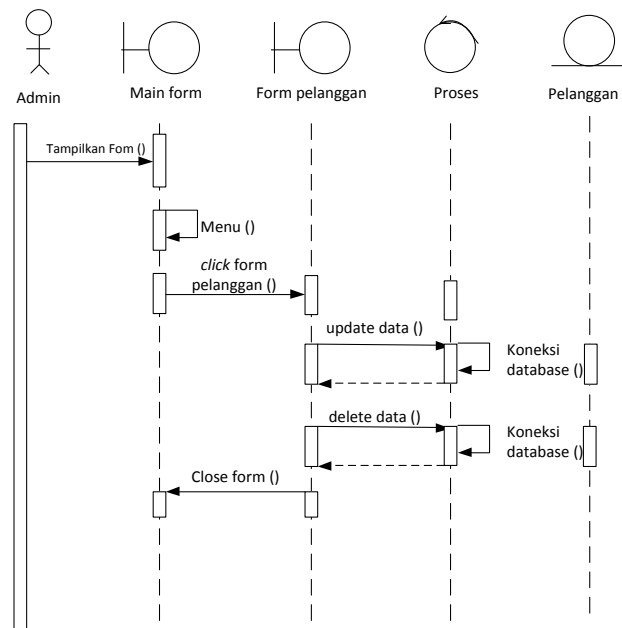 Admin
Main form
Form pelanggan
Proses
Pelanggan
Tampilkan Fom ()
Menu ()
click form
pelanggan ()
update data ()
Koneksi
database ()
delete data ()
Koneksi
database ()
Close form ()